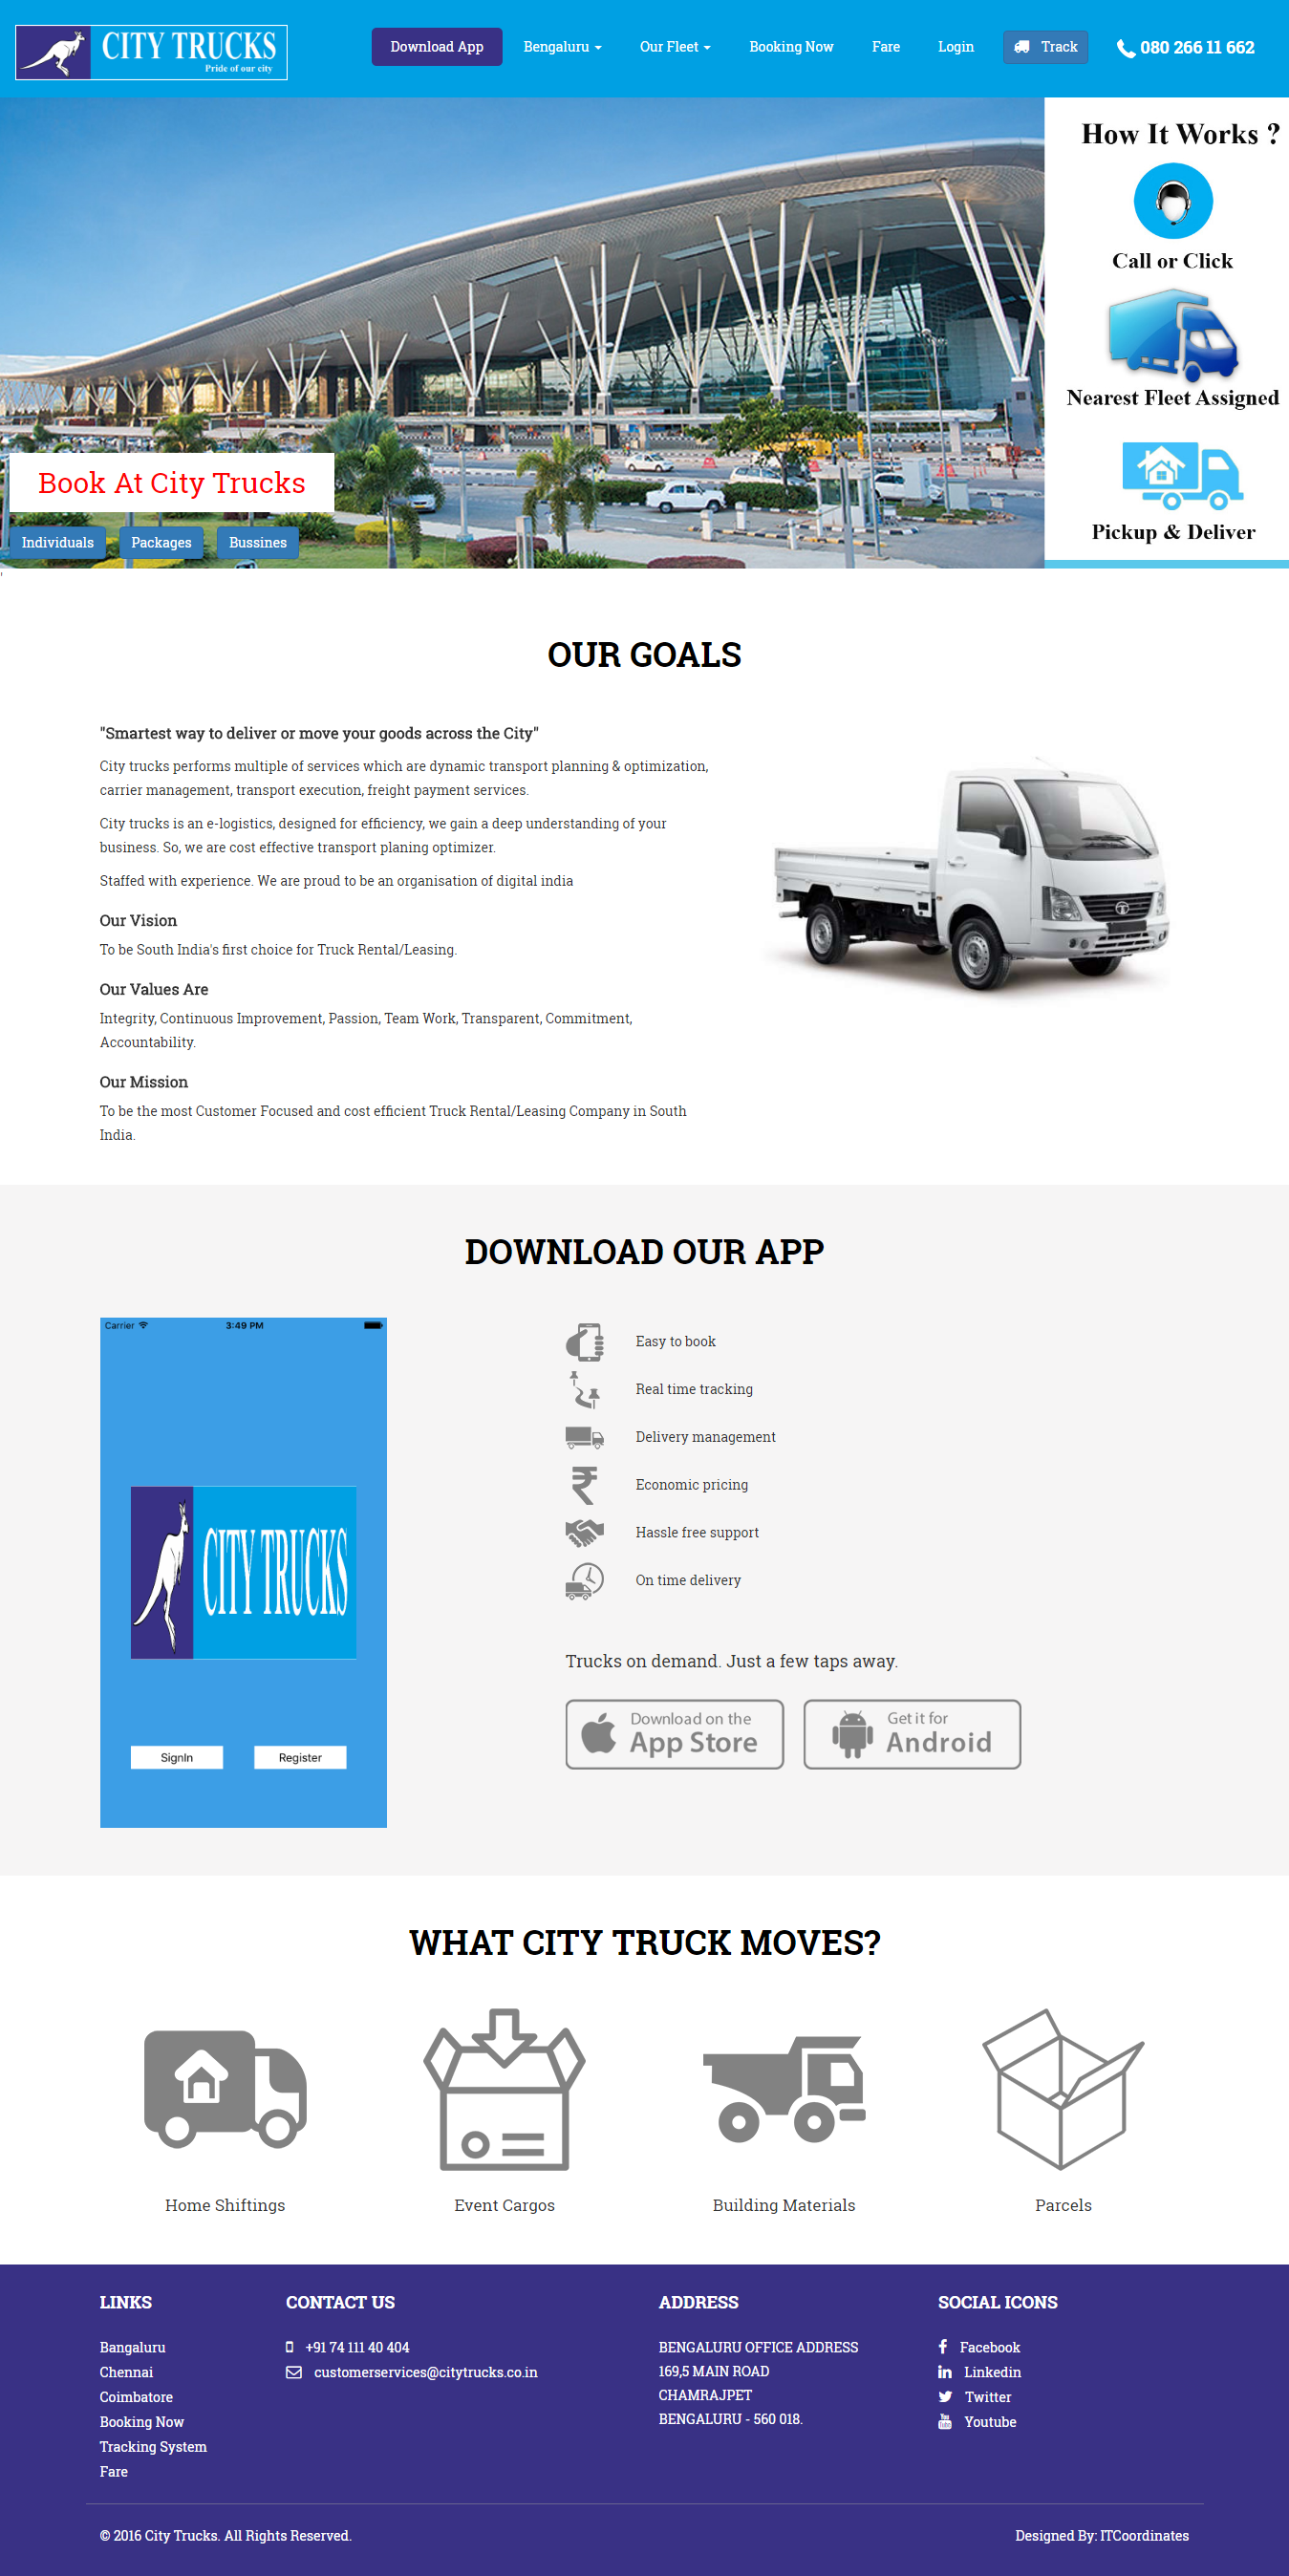 CITY TRUCKS
Pride of our city
Download App
Bengaluru
Our Fleet
Booking Now
Fare
Login
Track
080 266 11 662
How It Works ?
Call or Click
Nearest Fleet Assigned
Pickup & Deliver
Book At City Trucks
Individuals
Packages
Bussines
OUR GOALS
"Smartest way to deliver or move your goods across the City"
City trucks performs multiple of services which are dynamic transport planning & optimization,
carrier management, transport execution, freight payment services.
City trucks is an e-logistics, designed for efficiency, we gain a deep understanding of your
business. So, we are cost effective transport planing optimizer.
Staffed with experience. We are proud to be an organisation of digital india
Our Vision
To be South India's first choice for Truck Rental/Leasing.
Our Values Are
Integrity, Continuous Improvement, Passion, Team Work, Transparent, Commitment,
Accountability.
Our Mission
To be the most Customer Focused and cost efficient Truck Rental/Leasing Company in South
India.
DOWNLOAD OUR APP
Carrier
3:49 PM
CITY TRUCKS
SignIn
Register
Easy to book
Real time tracking
Delivery management
Economic pricing
Hassle free support
On time delivery
Trucks on demand. Just a few taps away.
Download on the
App Store
Get it for
Android
WHAT CITY TRUCK MOVES?
Home Shiftings
Event Cargos
Building Materials
Parcels
LINKS
Bangaluru
Chennai
Coimbatore
Booking Now
Tracking System
Fare
CONTACT US
+91 74 111 40 404
customerservices@citytrucks.co.in
ADDRESS
BENGALURU OFFICE ADDRESS
169,5 MAIN ROAD
CHAMRAJPET
BENGALURU - 560 018.
SOCIAL ICONS
Facebook
Linkedin
Twitter
Youtube
© 2016 City Trucks. All Rights Reserved.
Designed By: ITCoordinates